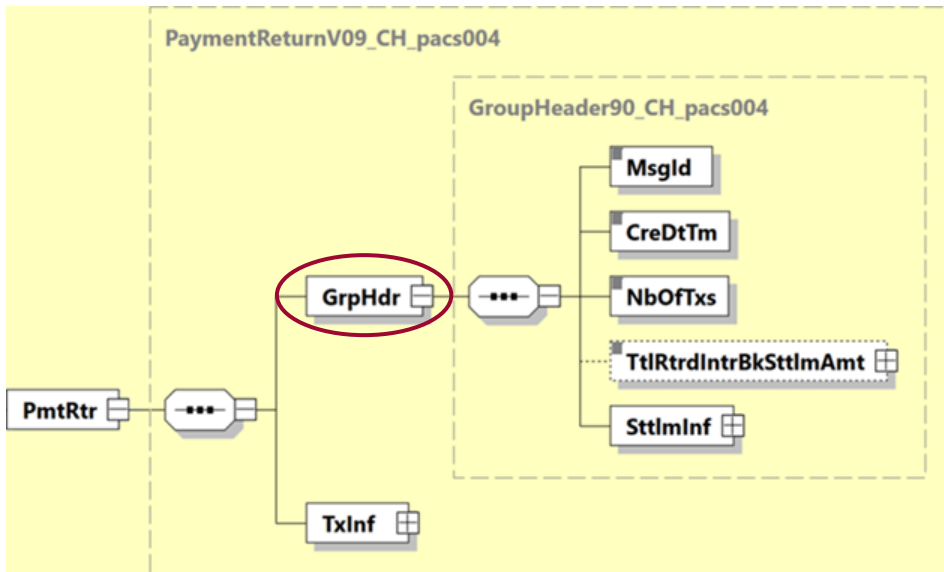 PaymentReturnV09_CH_pacs004
GroupHeader90_CH_pacs004
MsgId
CreDtTm
GrpHdr
NbOfTxs
TtlRtrdIntrBkSttlmAmt
PmtRtr
SttlmInf
TxInf